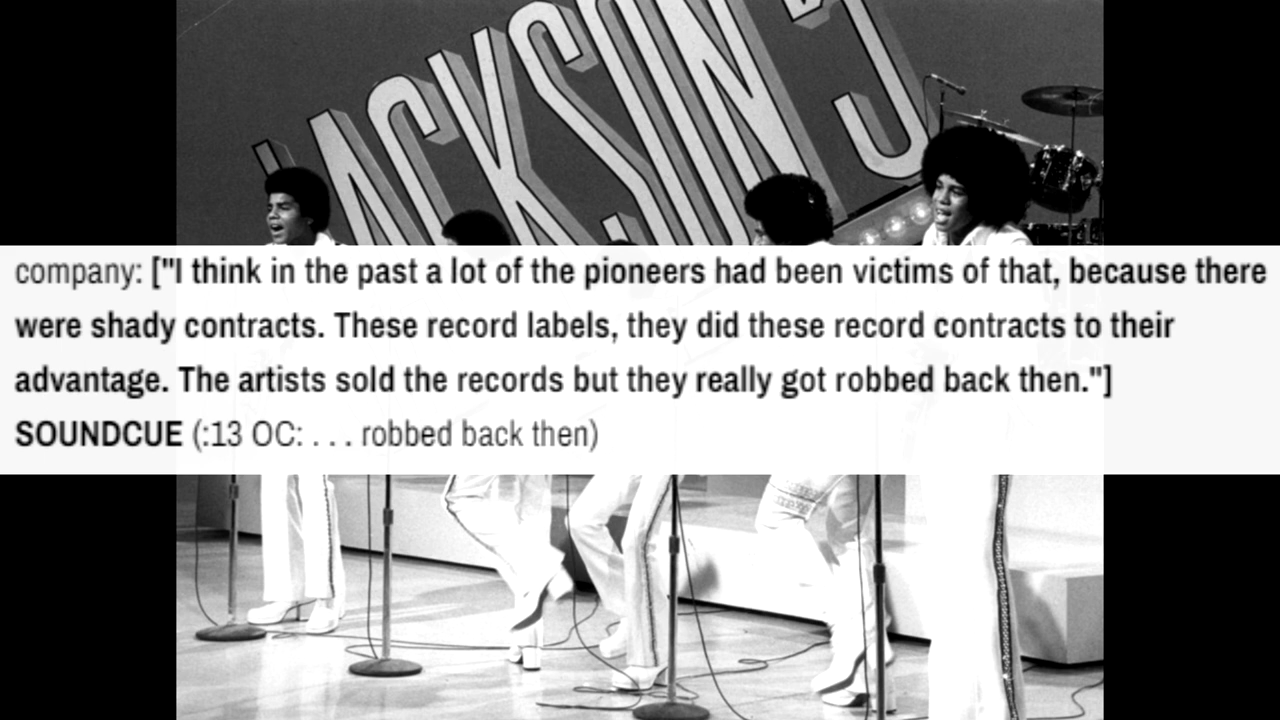 JACKSON 5
company: ["I think in the past a lot of the pioneers had been victims of that, because there
were shady contracts. These record labels, they did these record contracts to their
advantage. The artists sold the records but they really got robbed back then."]
SOUNDCUE (:13 OC: . . . robbed back then)